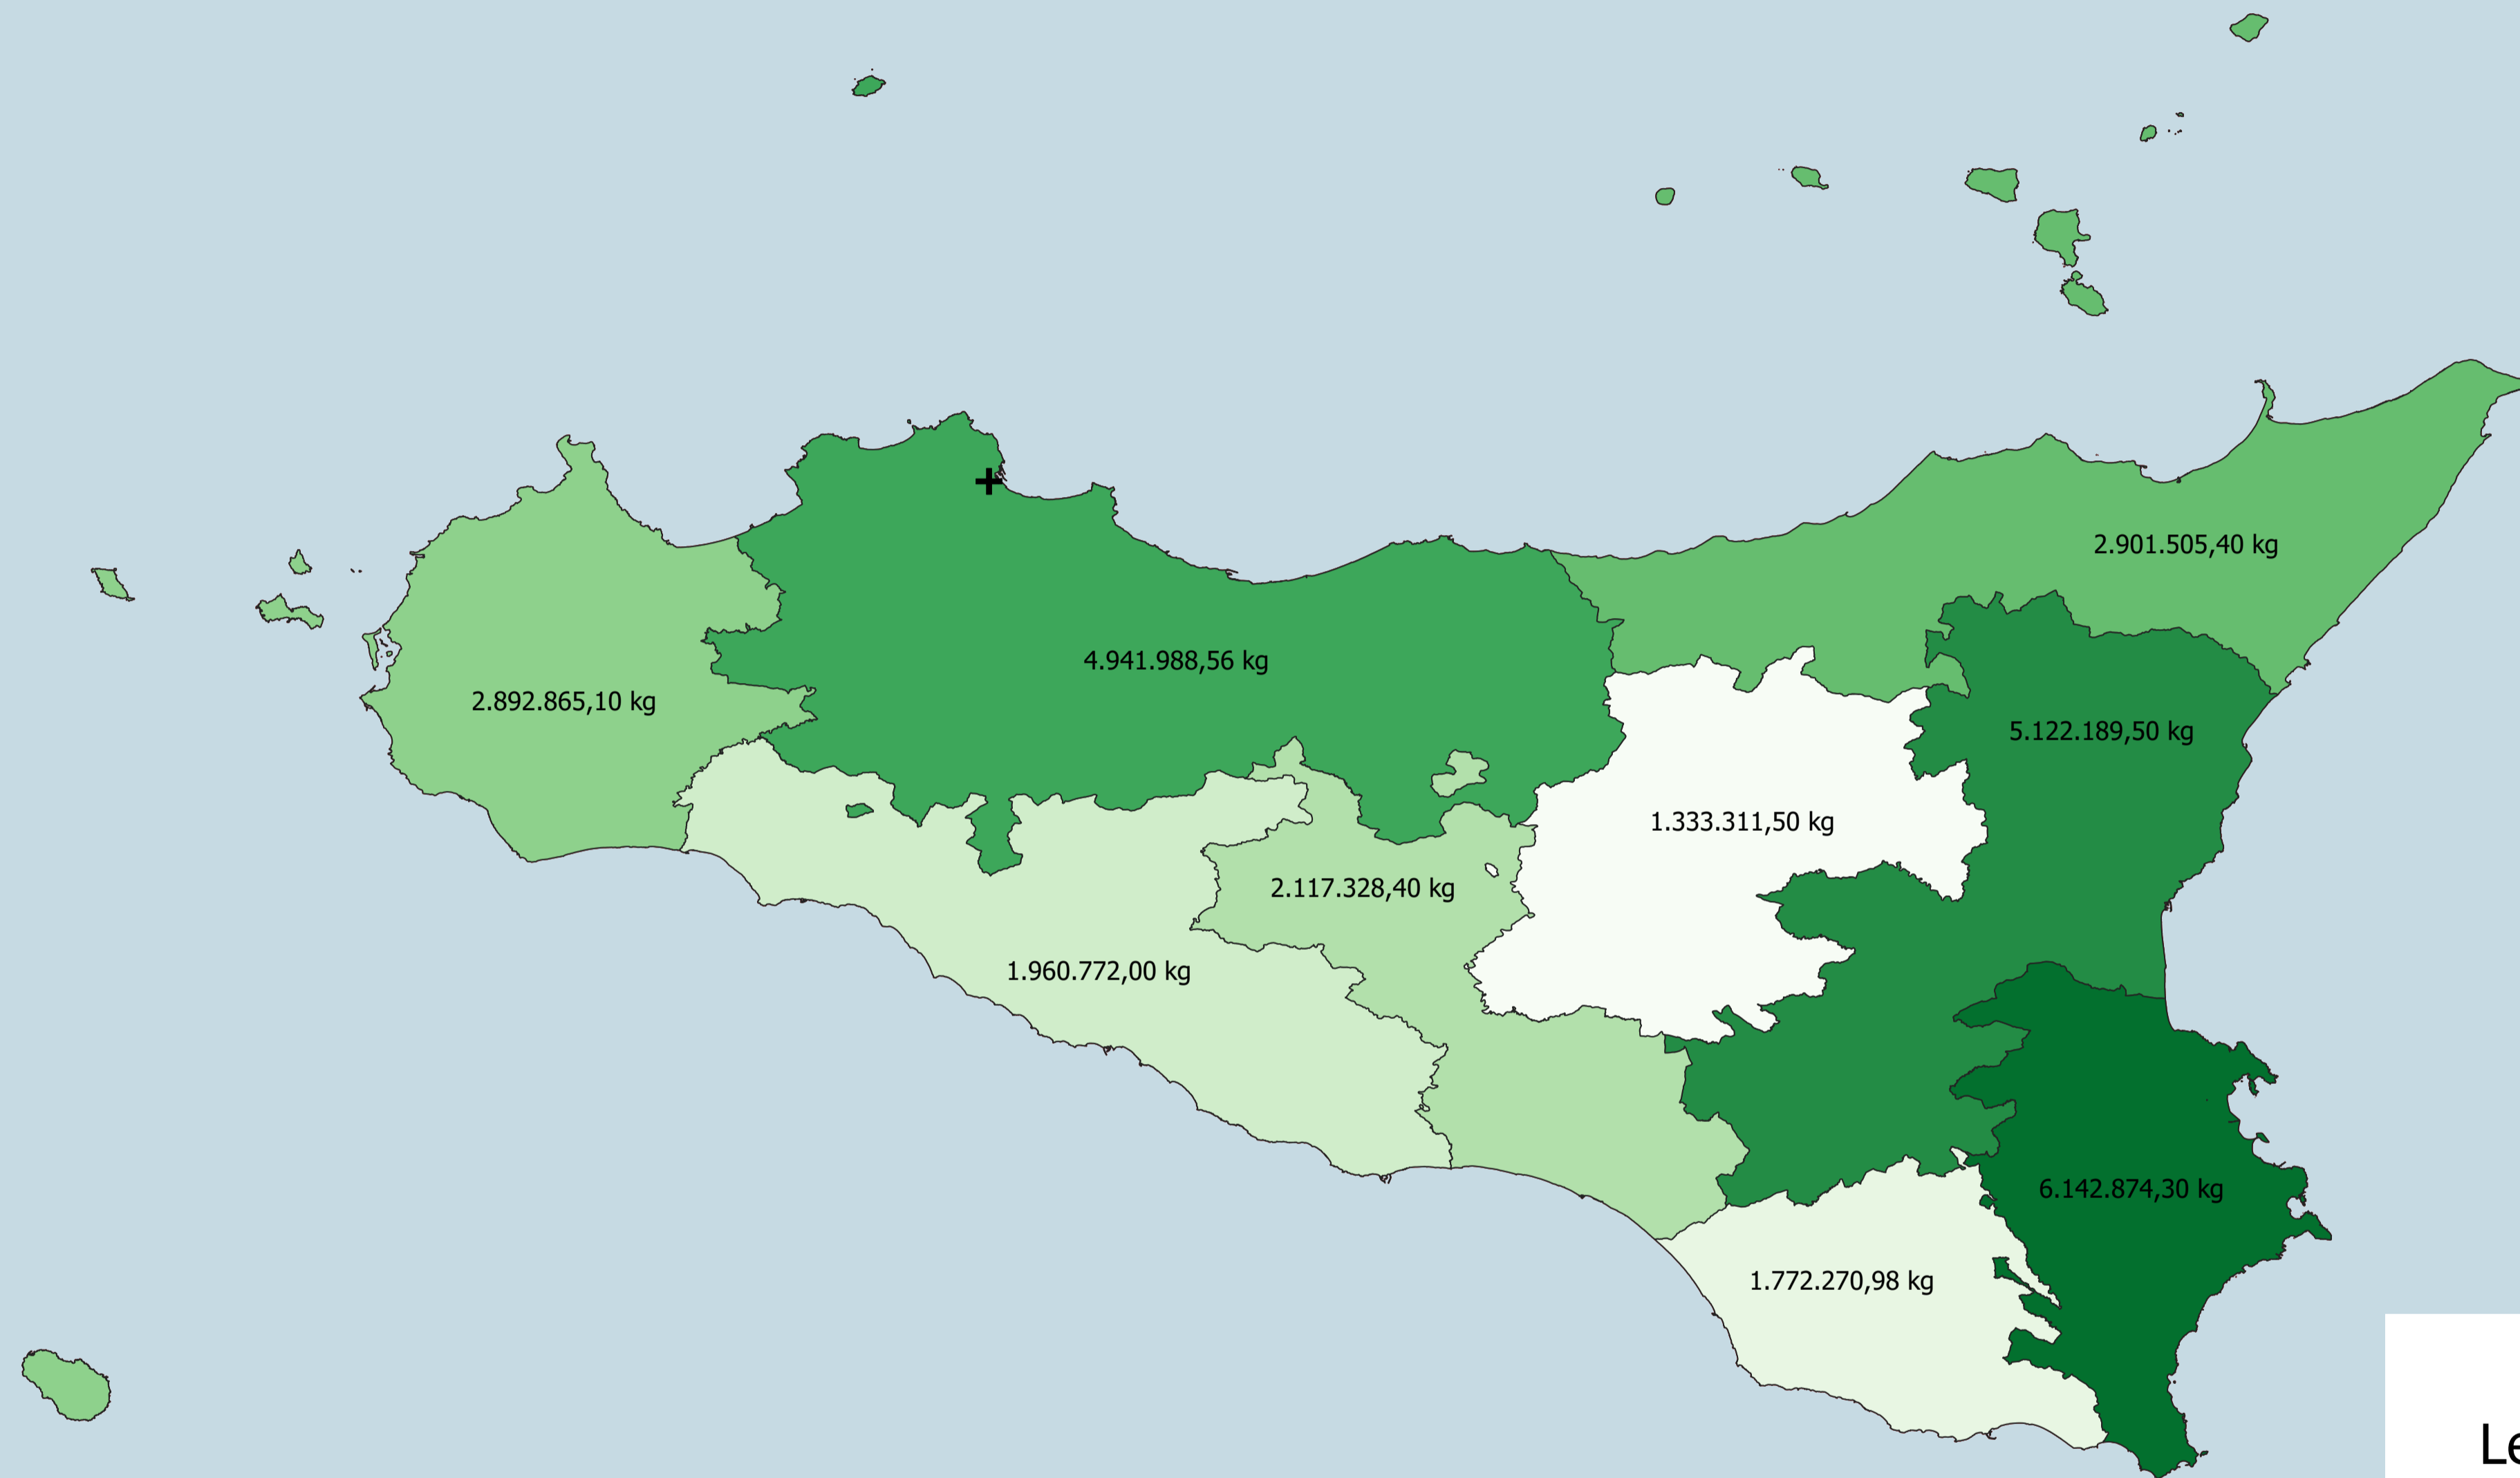 2.901.505,40 kg
4.941.988,56 kg
2.892.865,10 kg
5.122.189,50 kg
1.333.311,50 kg
2.117.328,40 kg
1.960.772,00 kg
6.142.874,30 kg
1.772.270,98 kg
Le